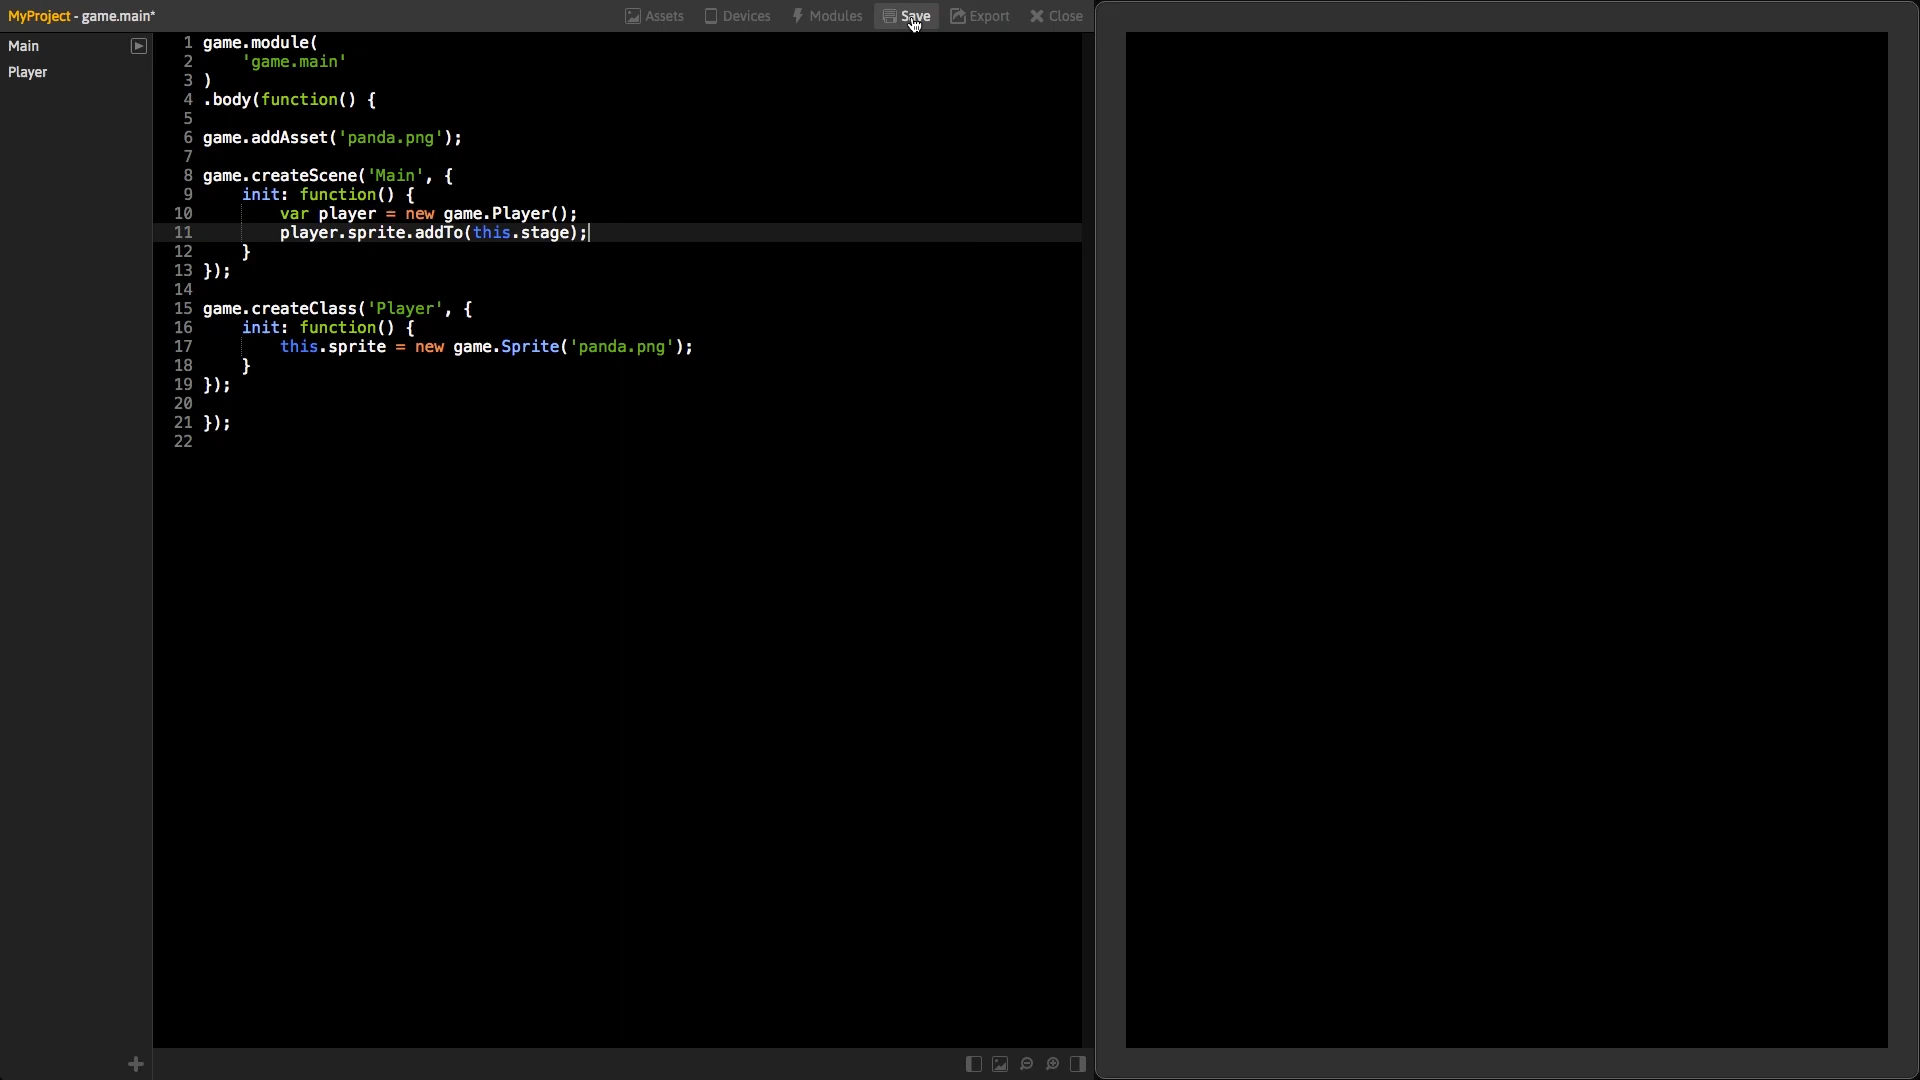 MyProject - game.main*
Assets Devices Modules Save Export Close
Main
Player
1 game.module(
2     'game.main'
3 )
4 .body(function() {
5
6 game.addAsset('panda.png');
7
8 game.createScene('Main', {
9     init: function() {
10         var player = new game.Player();
11         player.sprite.addTo(this.stage);
12     }
13 });
14
15 game.createClass('Player', {
16     init: function() {
17         this.sprite = new game.Sprite('panda.png');
18     }
19 });
20
21 });
22